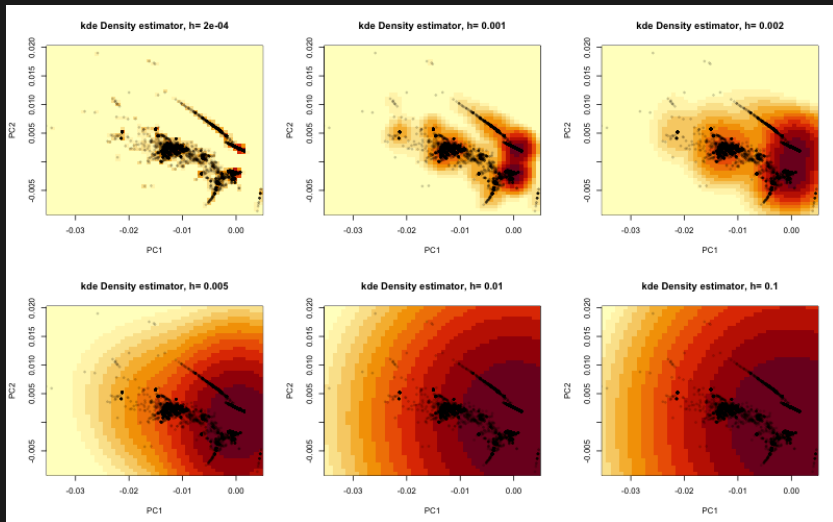 kde Density estimator, h= 2e-04
kde Density estimator, h= 0.001
kde Density estimator, h= 0.002
PC2
0.020
0.015
0.010
0.005
-0.005
-0.03 -0.02 -0.01 0.00
PC1
PC2
0.020
0.015
0.010
0.005
-0.005
-0.03 -0.02 -0.01 0.00
PC1
PC2
0.020
0.015
0.010
0.005
-0.005
-0.03 -0.02 -0.01 0.00
PC1
kde Density estimator, h= 0.005
kde Density estimator, h= 0.01
kde Density estimator, h= 0.1
PC2
0.020
0.015
0.010
0.005
-0.005
-0.03 -0.02 -0.01 0.00
PC1
PC2
0.020
0.015
0.010
0.005
-0.005
-0.03 -0.02 -0.01 0.00
PC1
PC2
0.020
0.015
0.010
0.005
-0.005
-0.03 -0.02 -0.01 0.00
PC1